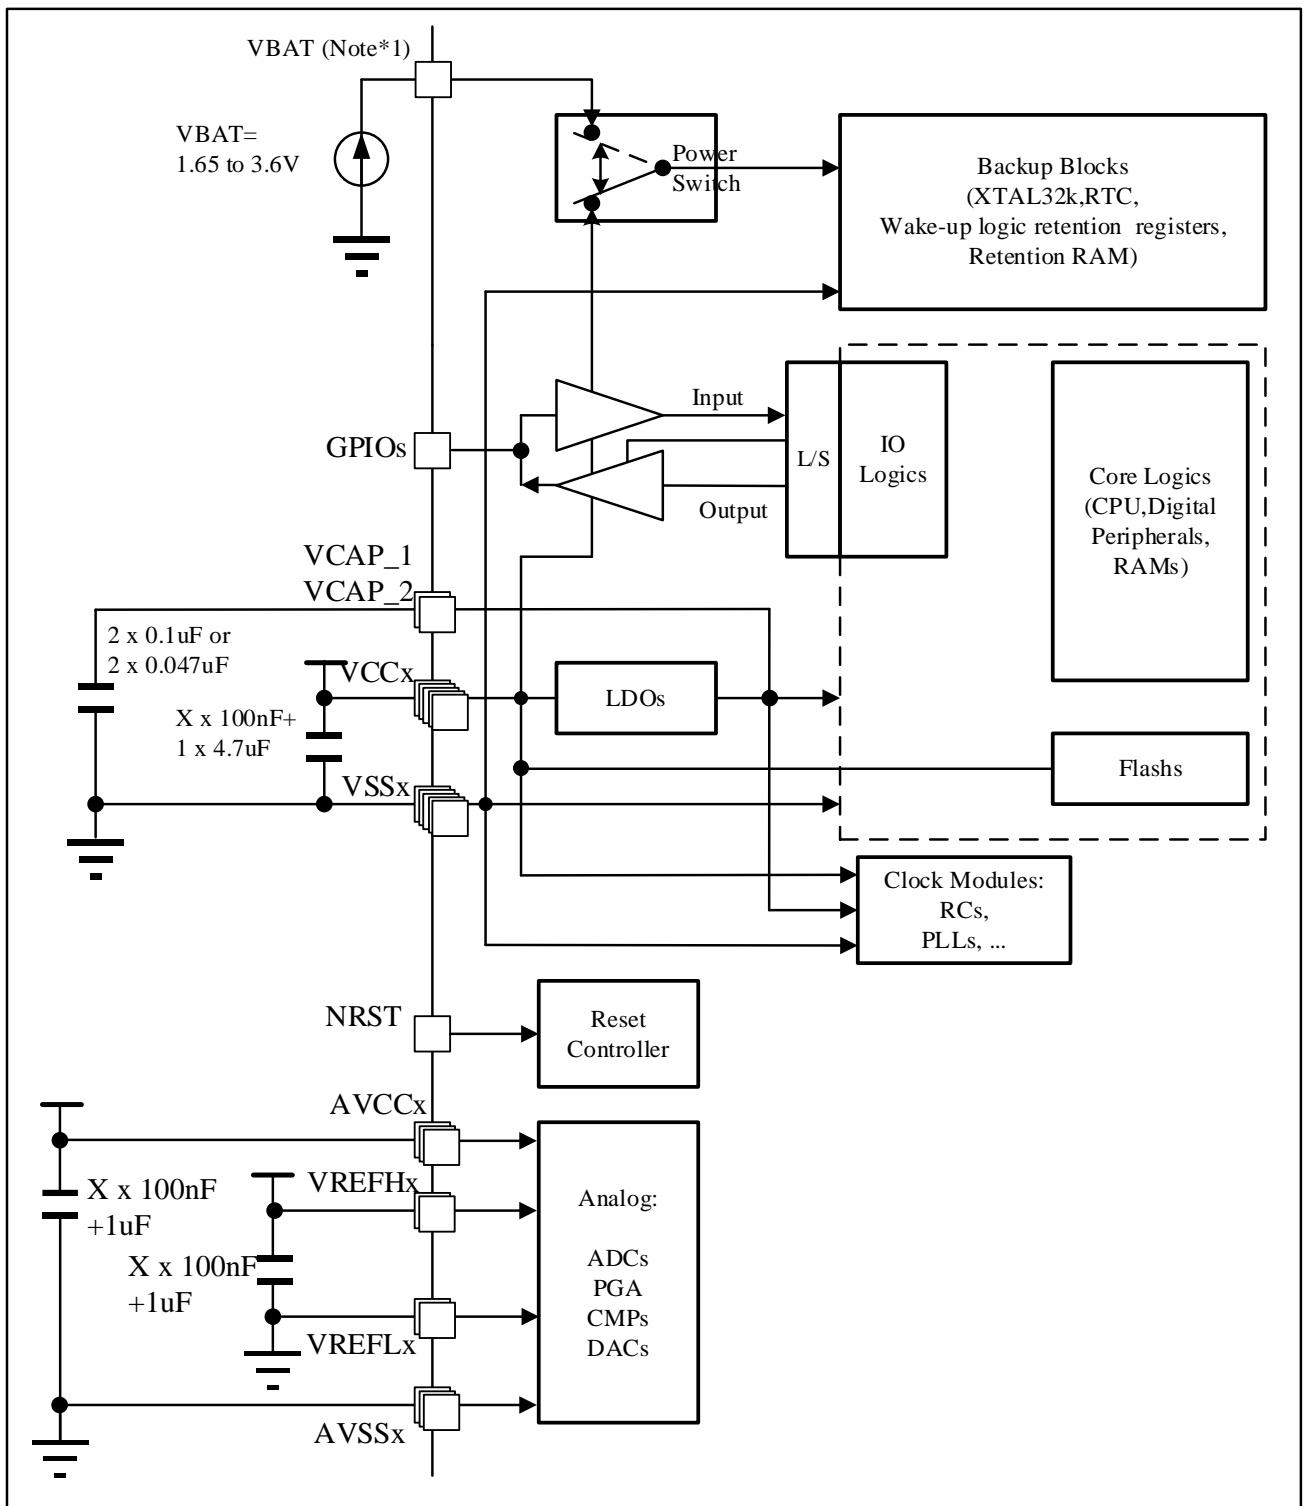 VBAT (Note*1)
VBAT=
1.65 to 3.6V
Power
Switch
Backup Blocks
(XTAL32k,RTC,
Wake-up logic retention registers,
Retention RAM)
GPIOs
Input
Output
L/S
IO
Logics
Core Logics
(CPU,Digital
Peripherals,
RAMs)
VCAP_1
VCAP_2
2 x 0.1uF or
2 x 0.047uF
VCCx
X x 100nF+
1 x 4.7uF
LDOs
VSSx
Flashs
Clock Modules:
RCs,
PLLs, ...
NRST
Reset
Controller
AVCCx
X x 100nF
+1uF
VREFHx
X x 100nF
+1uF
VREFLx
AVSSx
Analog:
ADCs
PGA
CMPs
DACs